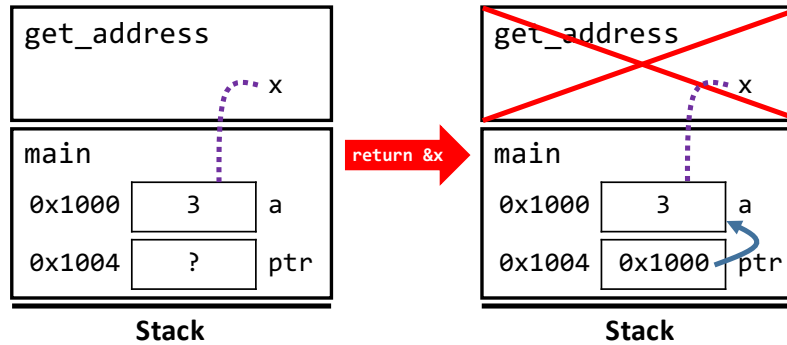 get_address
x
main
0x1000 3 a
0x1004 ? ptr
Stack
return &x
get_address
x
main
0x1000 3 a
0x1004 0x1000 ptr
Stack